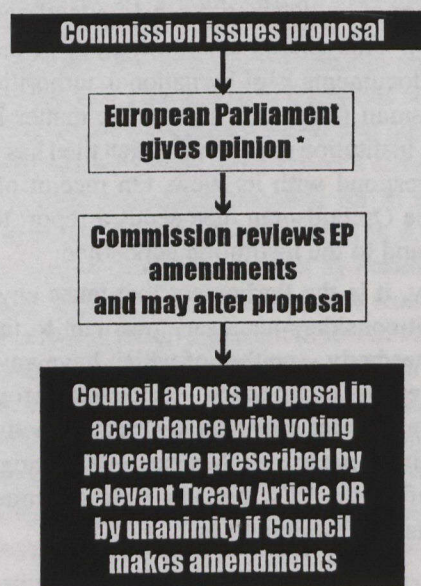 Commission issues proposal
European Parliament
gives opinion *
Commission reviews EP
amendments
and may alter proposal
Council adopts proposal in
accordance with voting
procedure prescribed by
relevant Treaty Article OR
by unanimity if Council
makes amendments